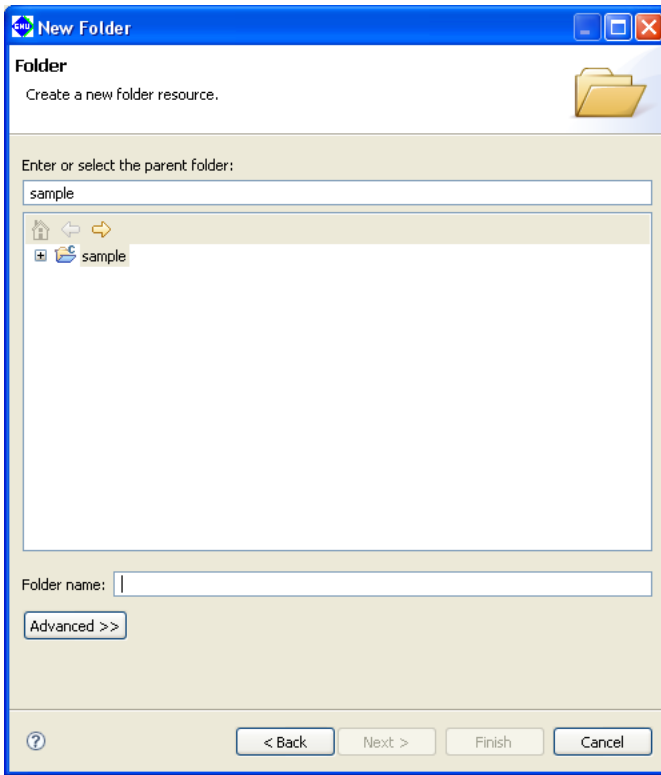 New Folder
Folder
Create a new folder resource.
Enter or select the parent folder:
sample
sample
Folder name:
Advanced >>
< Back Next > Finish Cancel